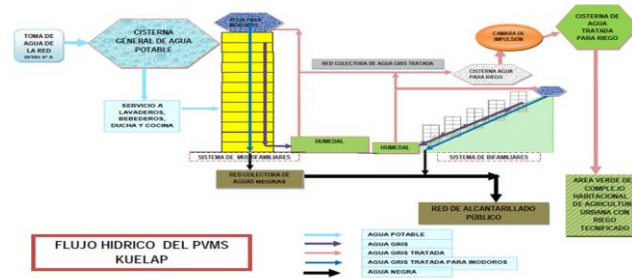 TOMA DE
AGUA DE
LA RED
CISTERNA
GENERAL DE AGUA
POTABLE
INODOROS
SERVICIO A
LAVADEROS,
BEBEDEROS,
DUCHA Y COCINA
RED COLECTORA DE AGUA GRIS TRATADA
CAMARA DE
IMPULSION
CISTERNA AGUA
PARA RIEGO
CISTERNA DE
AGUA
TRATADA
PARA RIEGO
HUMEDAL
HUMEDAL
SISTEMA DE MULTIFAMILIARES
SISTEMA DE BIFAMILIARES
RED COLECTORA DE
AGUAS NEGRAS
RED DE ALCANTARILLADO
PÚBLICO
AREA VERDE DE
COMPLEJO
HABITACIONAL
DE AGRICULTURA
URBANA CON
RIEGO
TECNIFICADO
FLUJO HIDRICO DEL PVMS
KUELAP
AGUA POTABLE
AGUA GRIS
AGUA GRIS TRATADA
AGUA GRIS TRATADA PARA INODOROS
AGUA NEGRA